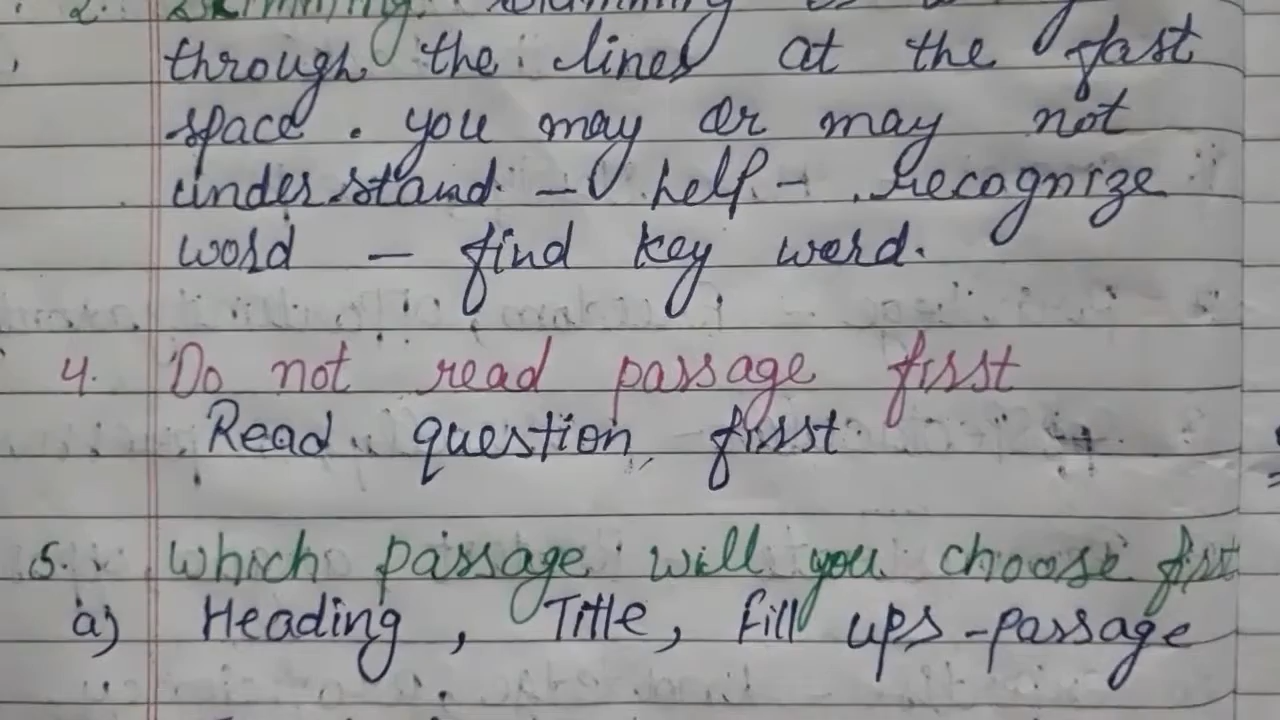 2. Skimming :
through the lines at the fast
space. you may or may not
understand - help - recognize
word - find key word.
4. Do not read passage first
Read question first
5. Which passage will you choose first
a) Heading, Title, Fill ups-passage